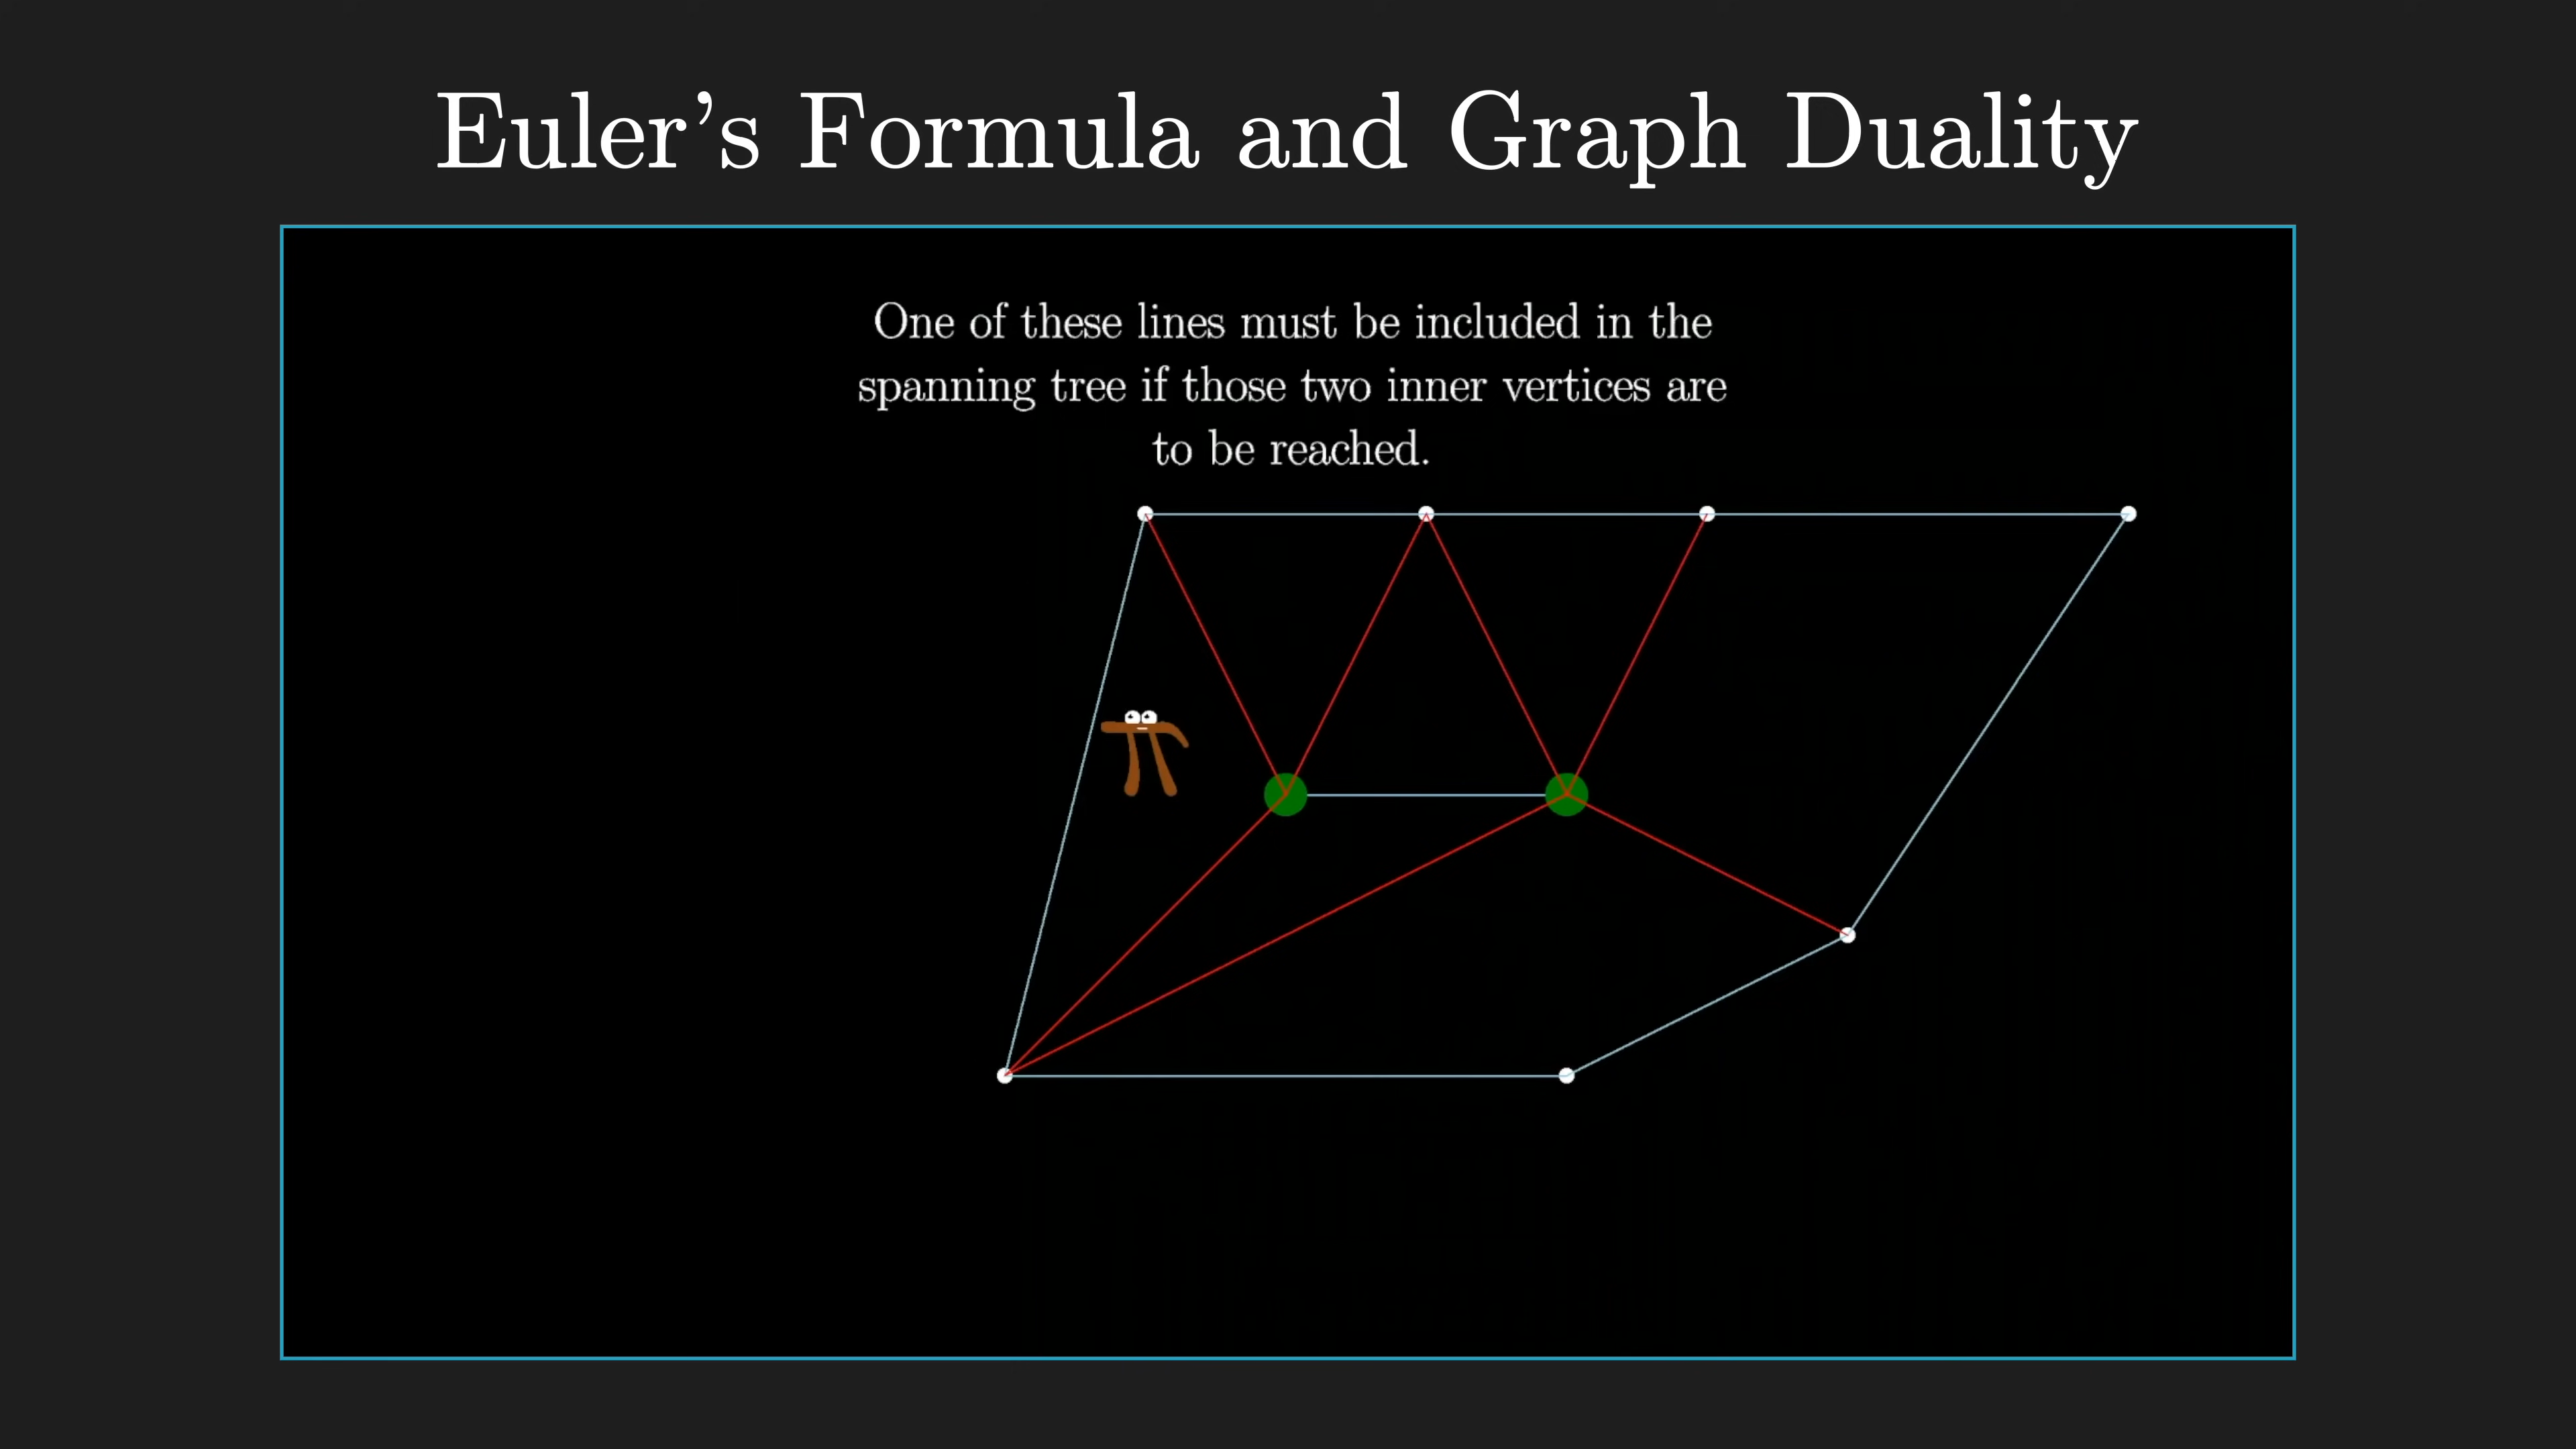 Euler’s Formula and Graph Duality
One of these lines must be included in the
spanning tree if those two inner vertices are
to be reached.